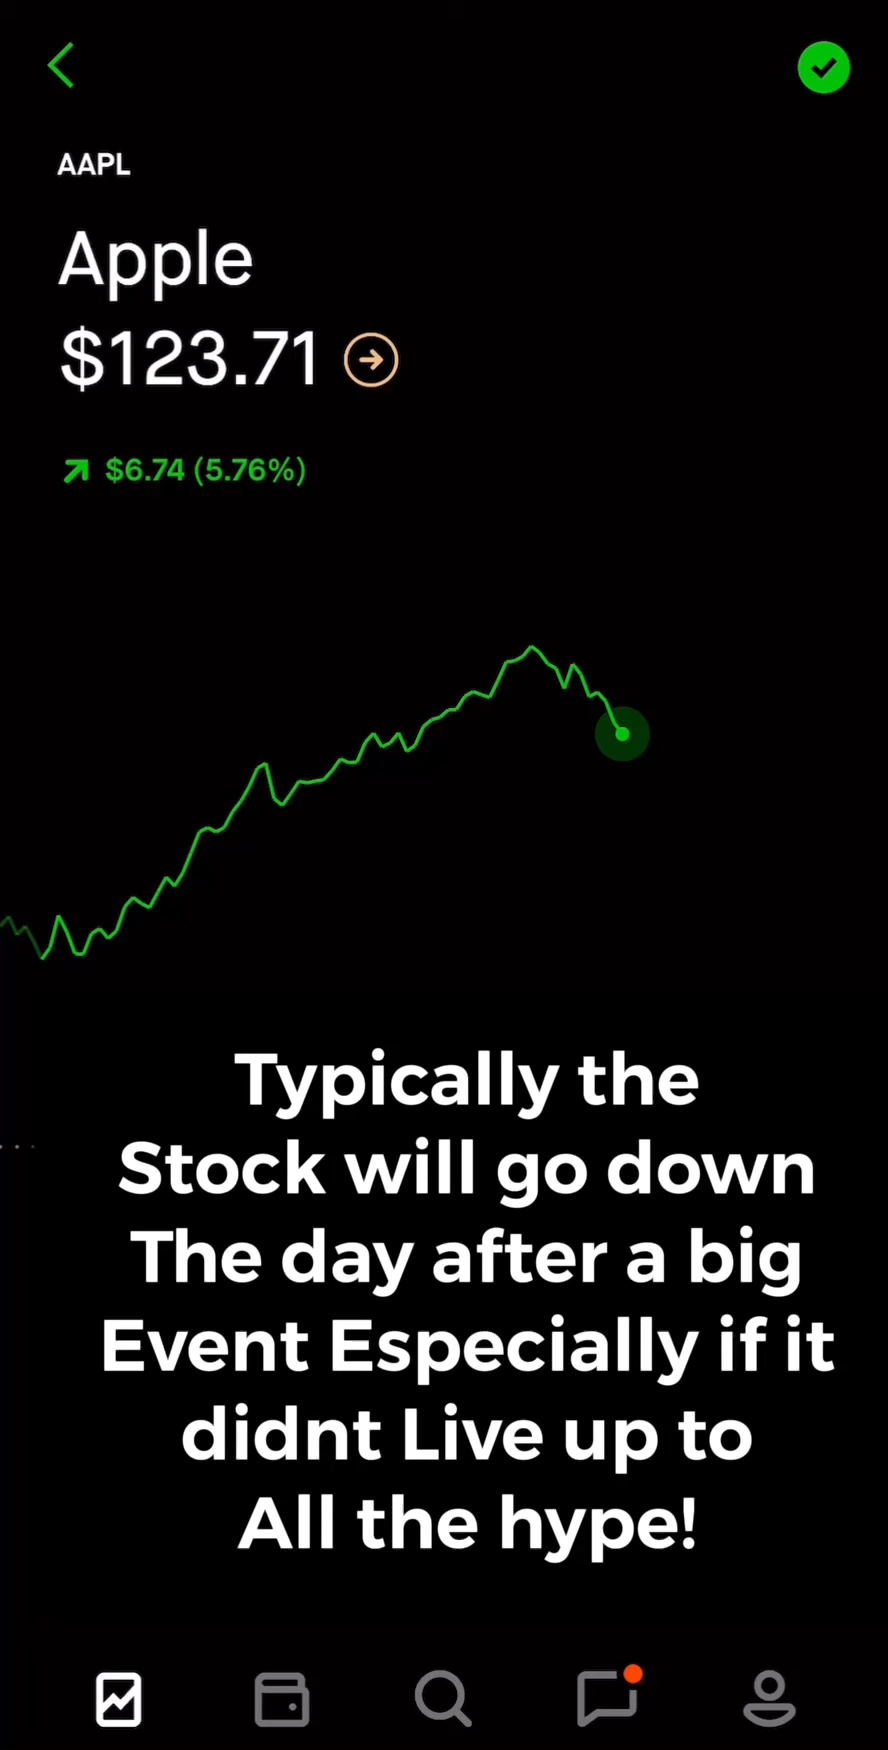 AAPL
Apple
$123.71
$6.74 (5.76%)
Typically the
Stock will go down
The day after a big
Event Especially if it
didnt Live up to
All the hype!